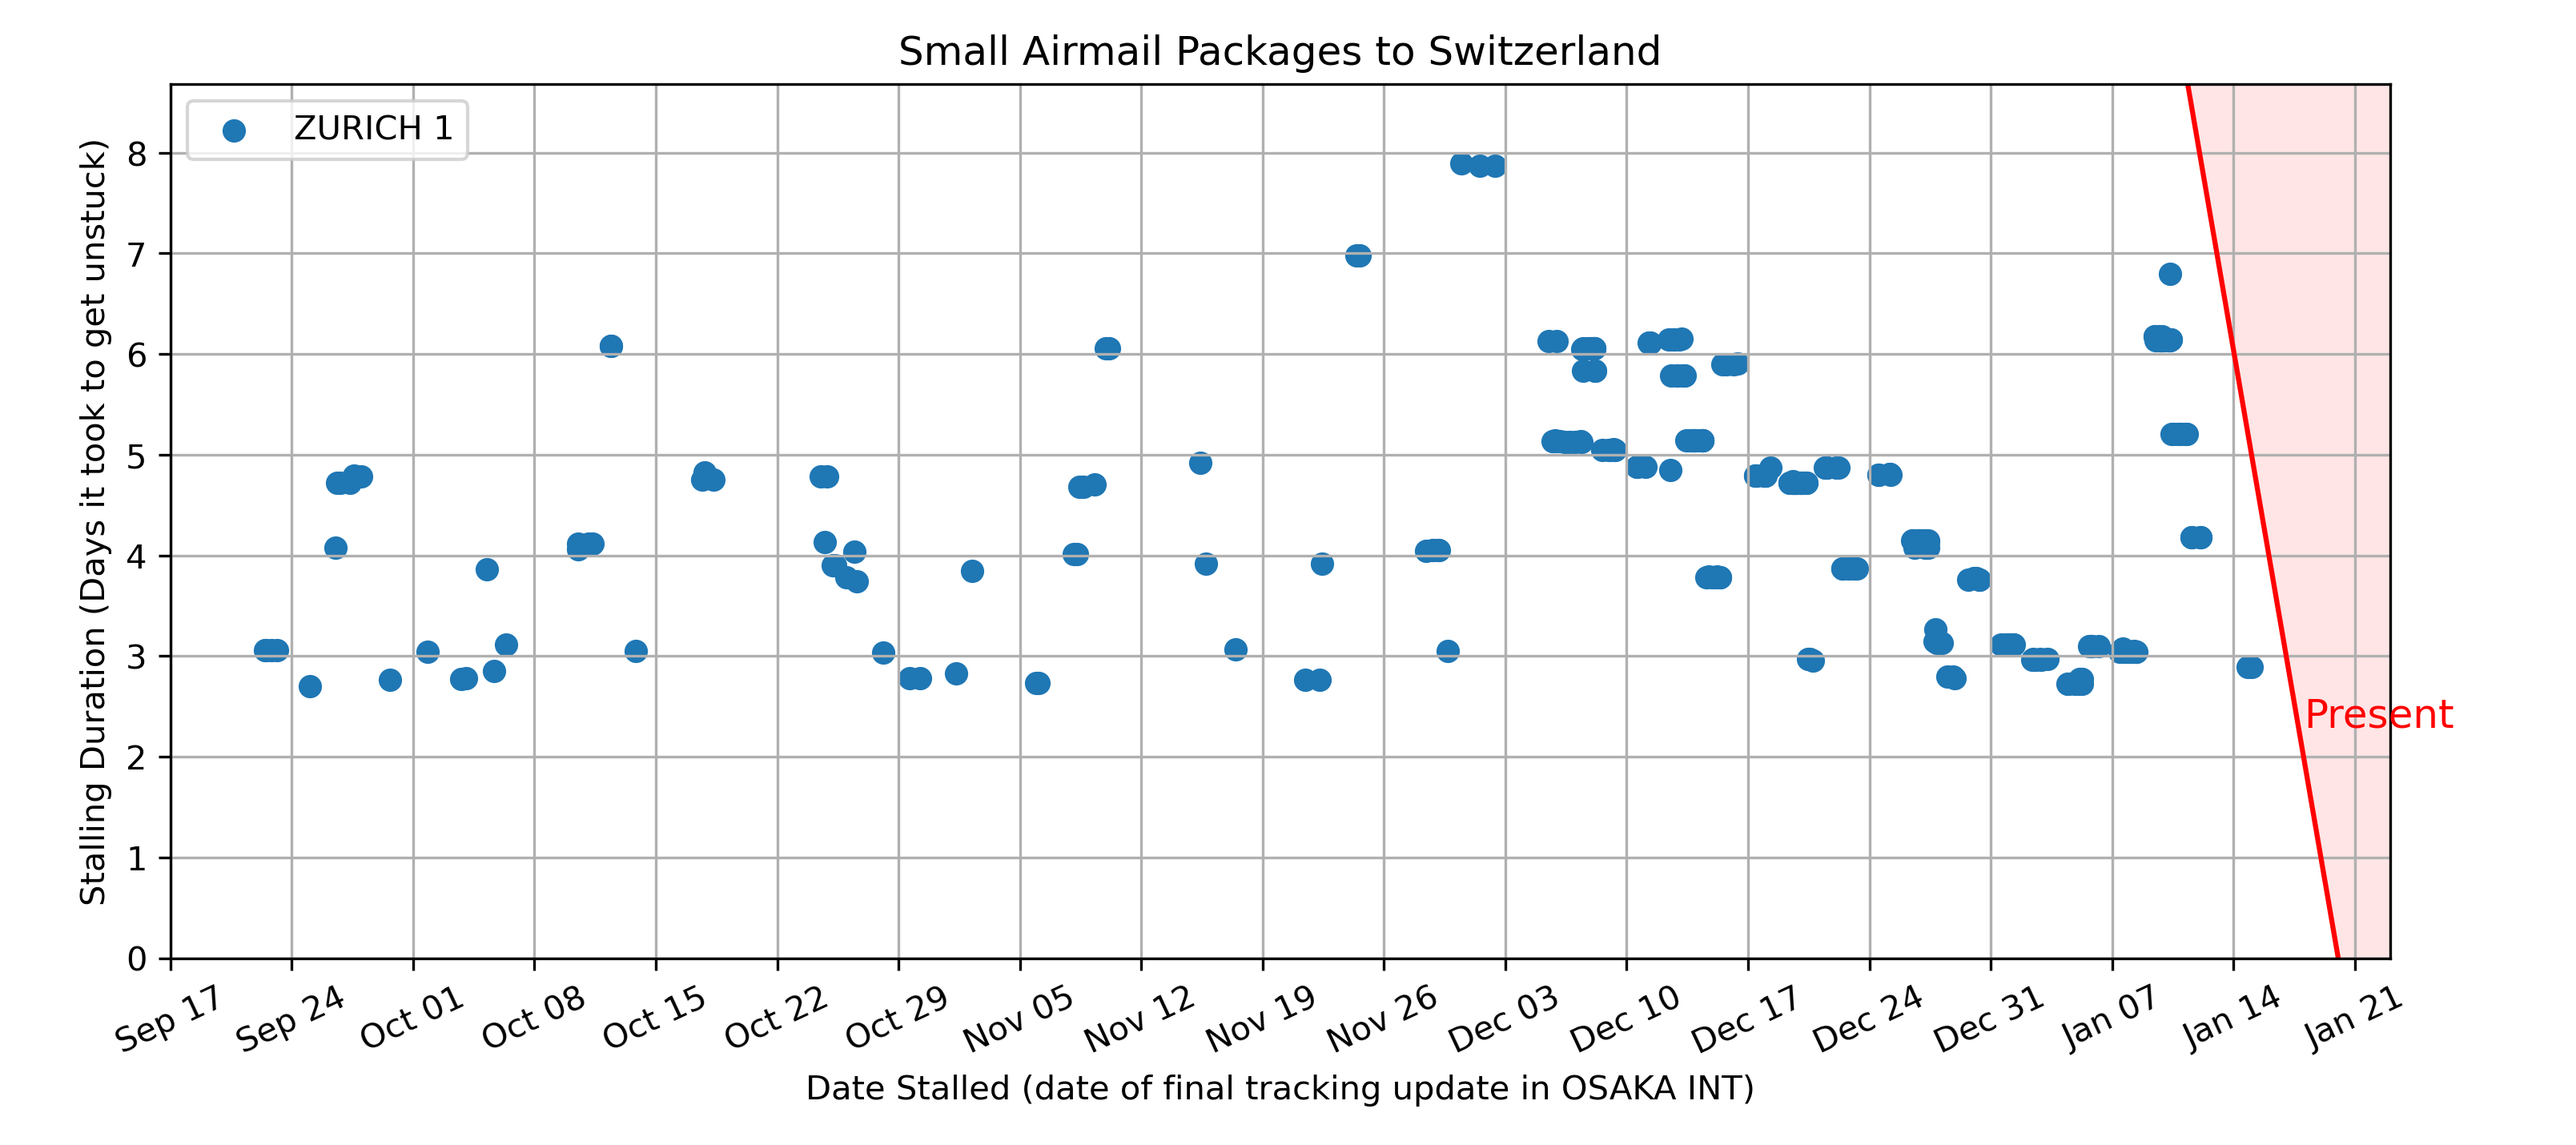 Small Airmail Packages to Switzerland
ZURICH 1
Stalling Duration (Days it took to get unstuck)
8
7
6
5
4
3
2
1
0
Present
Sep 17
Sep 24
Oct 01
Oct 08
Oct 15
Oct 22
Oct 29
Nov 05
Nov 12
Nov 19
Nov 26
Dec 03
Dec 10
Dec 17
Dec 24
Dec 31
Jan 07
Jan 14
Jan 21
Date Stalled (date of final tracking update in OSAKA INT)